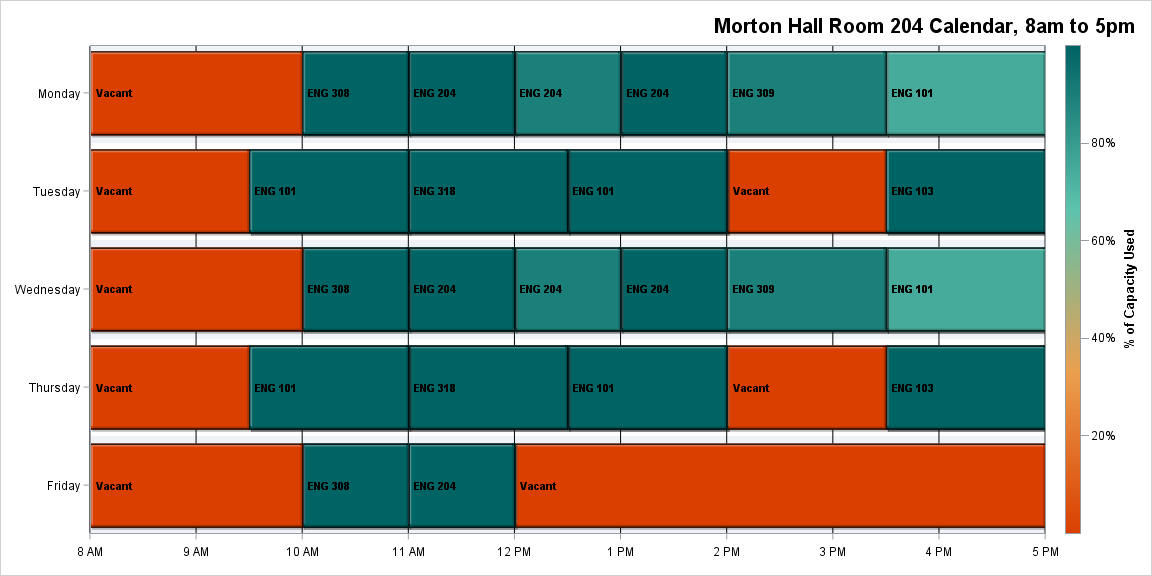 Morton Hall Room 204 Calendar, 8am to 5pm
Monday
Vacant
ENG 308
ENG 204
ENG 204
ENG 204
ENG 309
ENG 101
Tuesday
Vacant
ENG 101
ENG 318
ENG 101
Vacant
ENG 103
Wednesday
Vacant
ENG 308
ENG 204
ENG 204
ENG 204
ENG 309
ENG 101
Thursday
Vacant
ENG 101
ENG 318
ENG 101
Vacant
ENG 103
Friday
Vacant
ENG 308
ENG 204
Vacant
8 AM
9 AM
10 AM
11 AM
12 PM
1 PM
2 PM
3 PM
4 PM
5 PM
80%
60%
40%
20%
% of Capacity Used